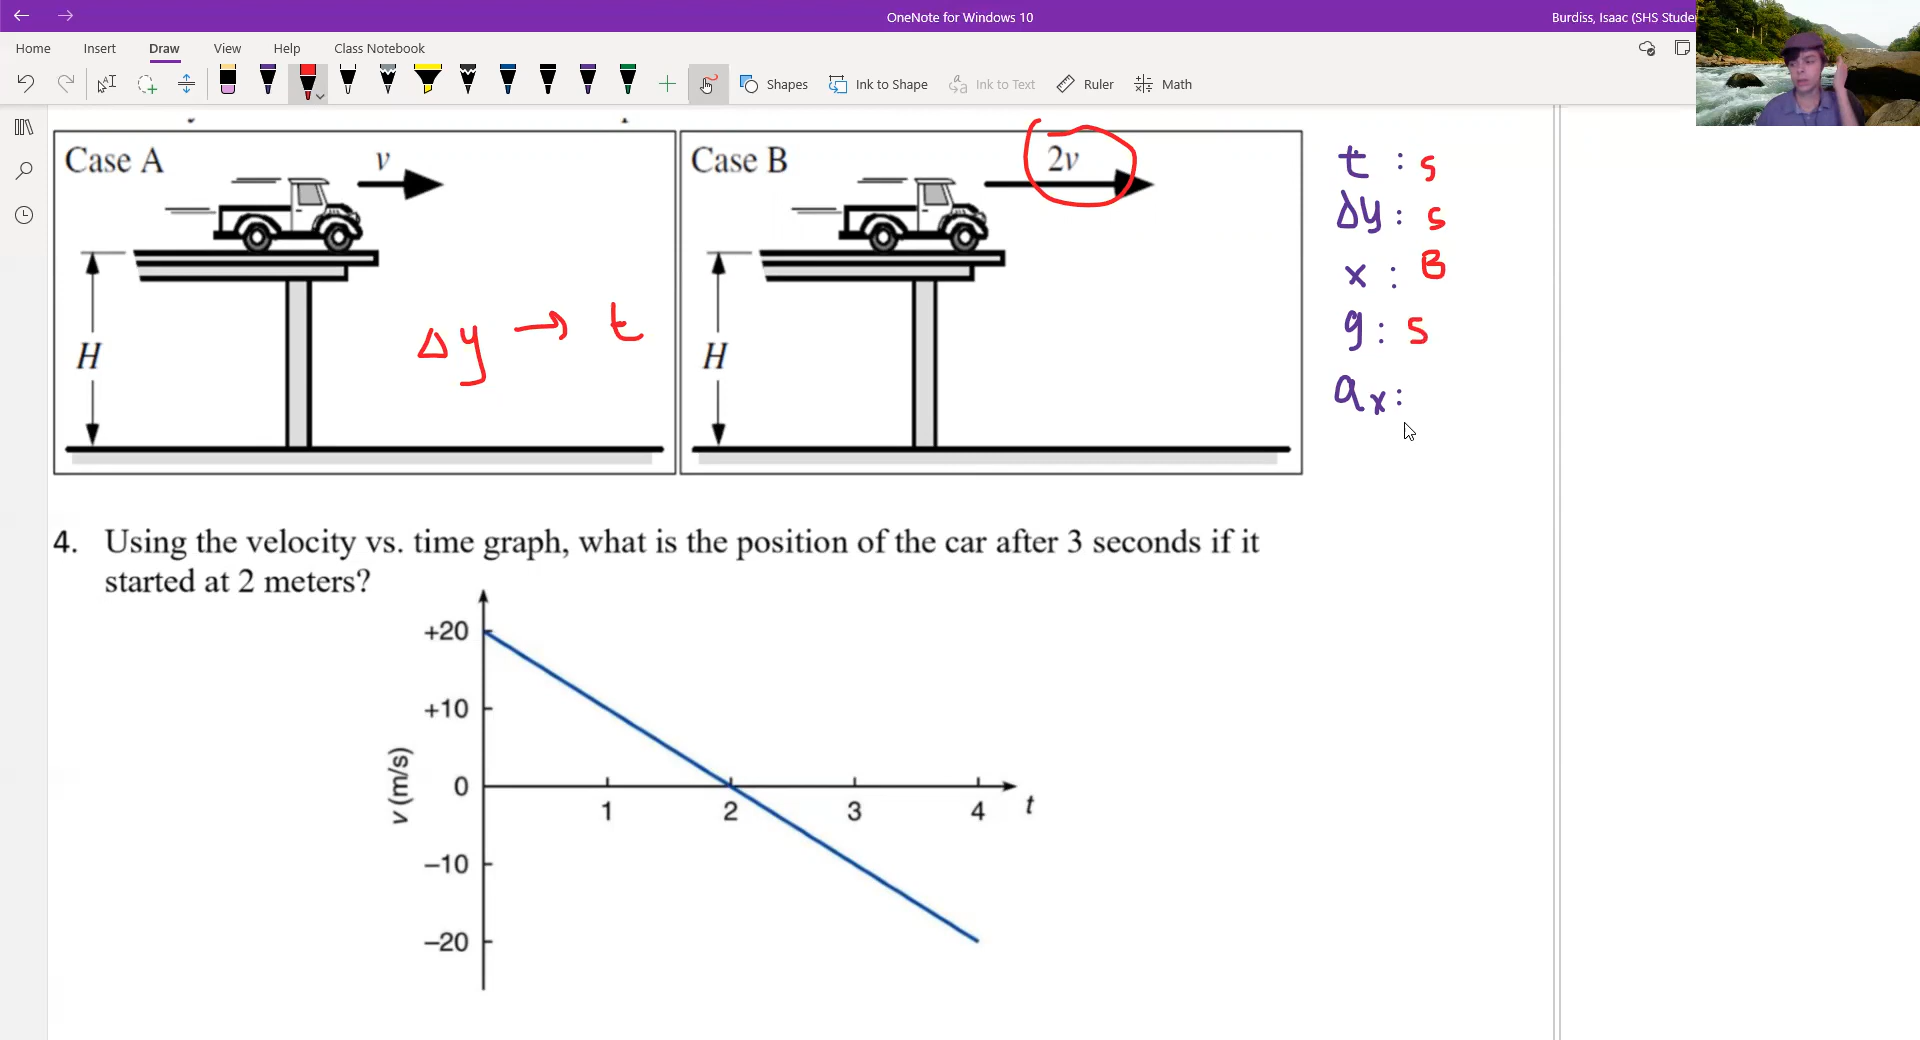 OneNote for Windows 10
Burdiss, Isaac (SHS Stude
Home Insert Draw View Help Class Notebook
Shapes Ink to Shape Ink to Text Ruler Math
Case A v
H
Δy → t
Case B 2v
H
t : s
Δy : s
x : B
g : s
ax :
4. Using the velocity vs. time graph, what is the position of the car after 3 seconds if it
started at 2 meters?
+20
+10
0
−10
−20
v (m/s)
1 2 3 4 t